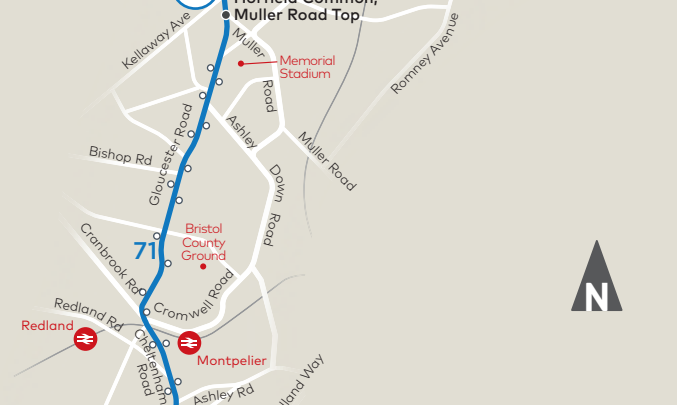 Horfield Common,
Muller Road Top
Kellaway Ave
Muller
Road
Memorial
Stadium
Romney Avenue
Gloucester Road
Ashley
Down
Road
Muller Road
Bishop Rd
71
Bristol
County
Ground
Cranbrook Rd
Cromwell Road
Redland Rd
Redland
Montpelier
Cheltenham
Road
Ashley Rd
land Way
N